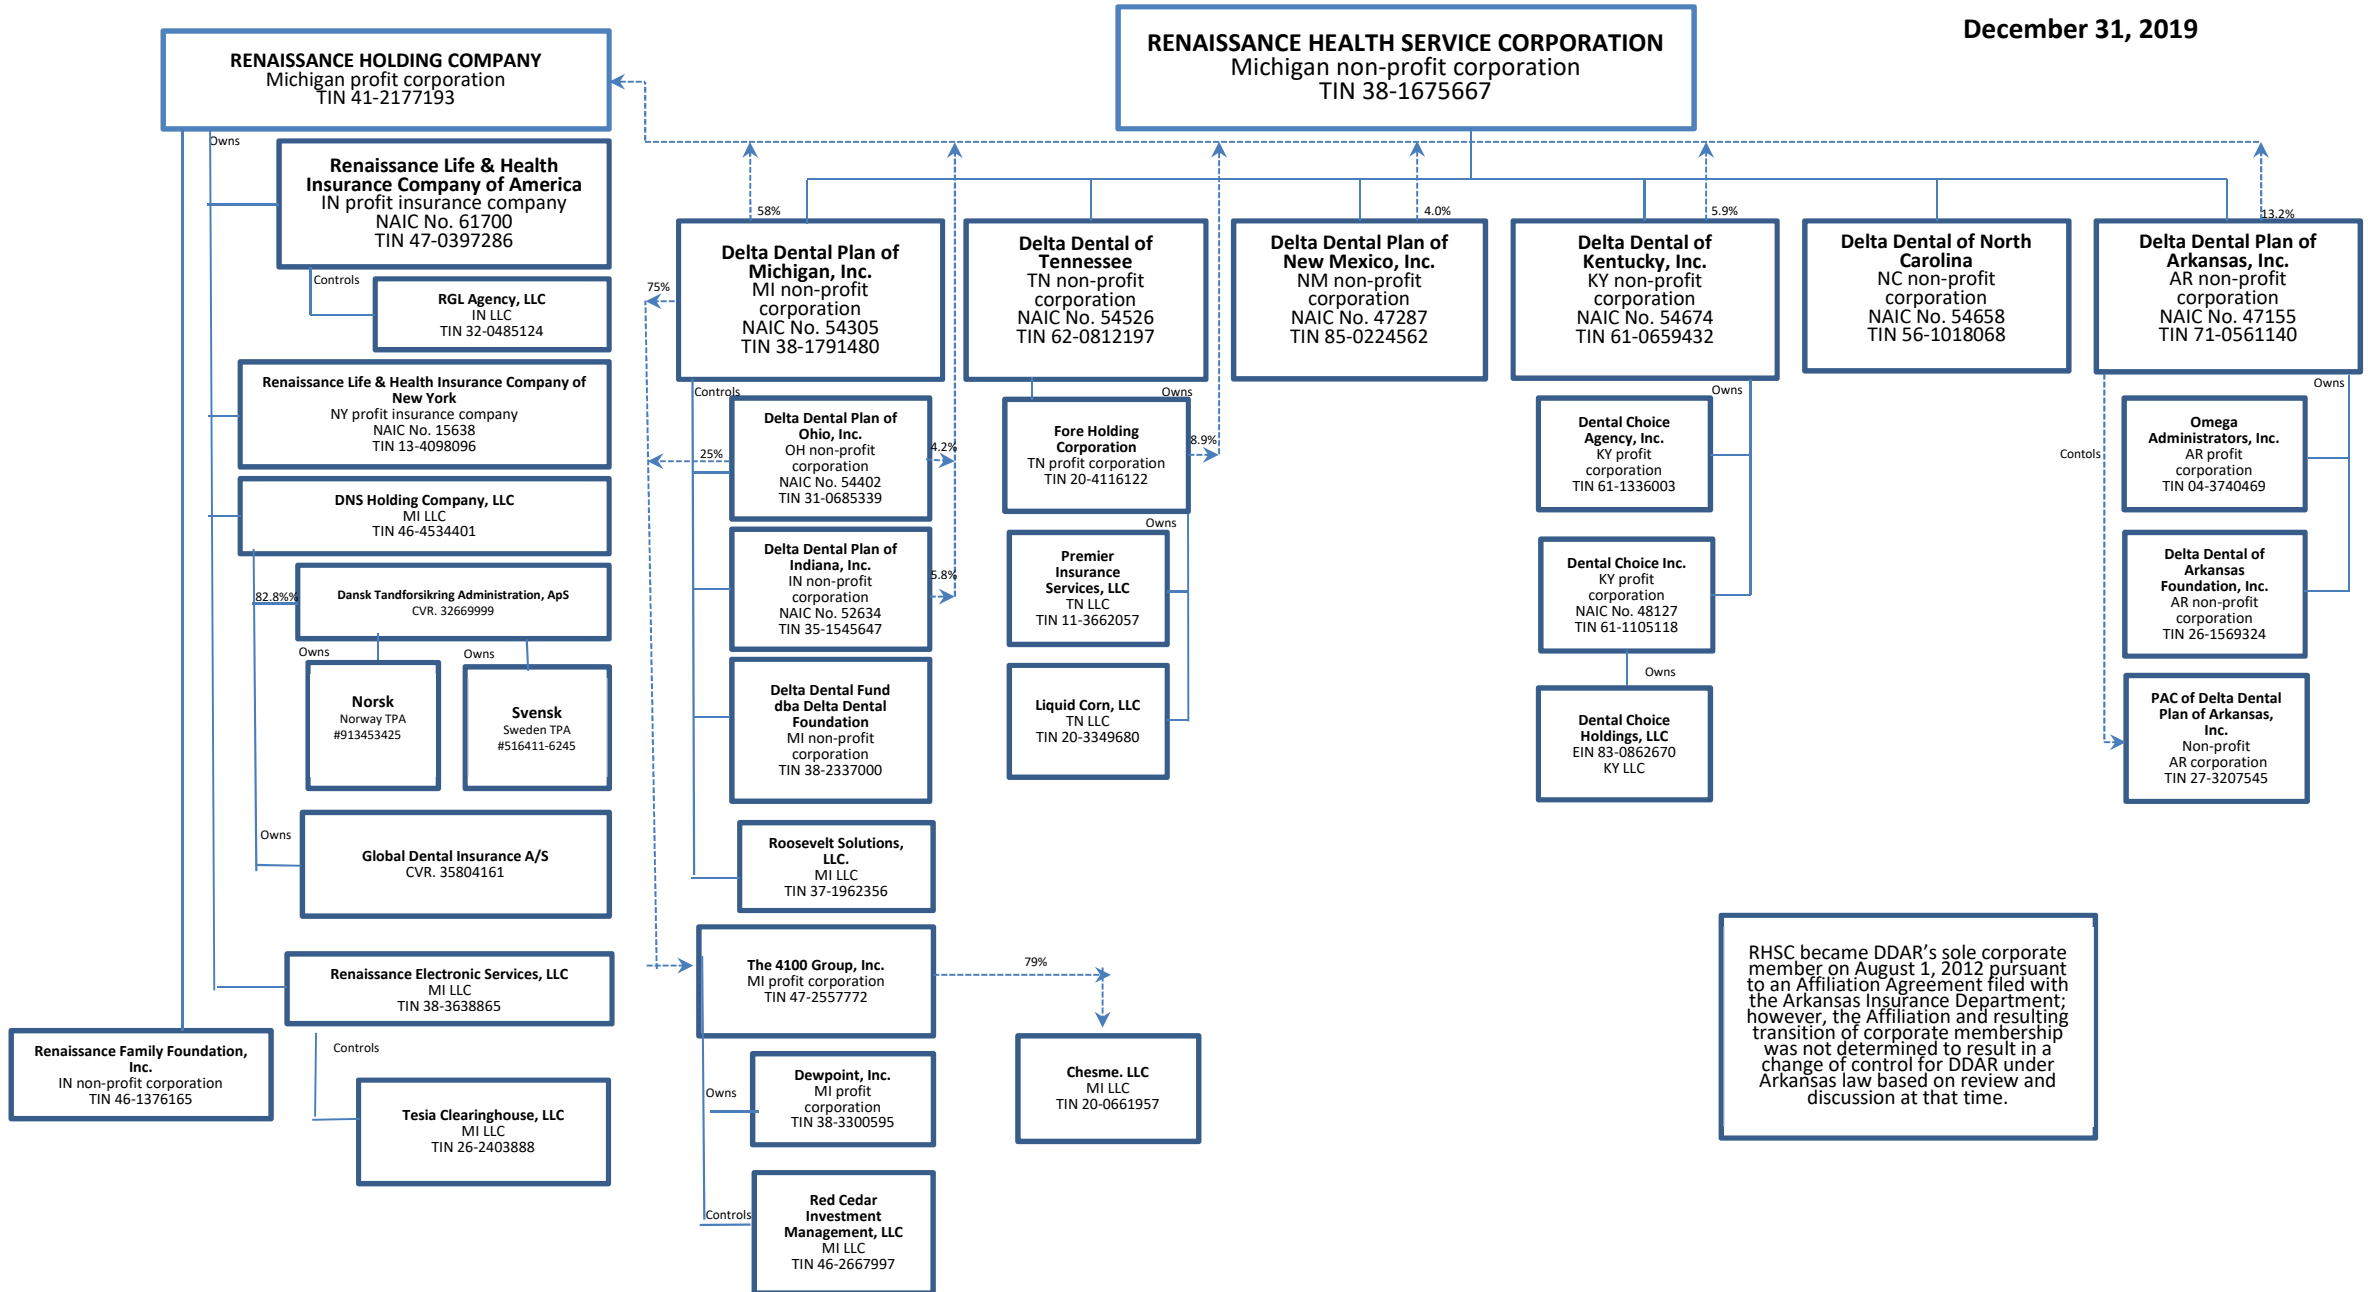 December 31, 2019
RENAISSANCE HOLDING COMPANY
Michigan profit corporation
TIN 41-2177193
RENAISSANCE HEALTH SERVICE CORPORATION
Michigan non-profit corporation
TIN 38-1675667
Owns
Renaissance Life & Health
Insurance Company of America
IN profit insurance company
NAIC No. 61700
TIN 47-0397286
Controls
RGL Agency, LLC
IN LLC
TIN 32-0485124
Renaissance Life & Health Insurance Company of
New York
NY profit insurance company
NAIC No. 15638
TIN 13-4098096
DNS Holding Company, LLC
MI LLC
TIN 46-4534401
82.8%%
Dansk Tandforsikring Administration, ApS
CVR. 32669999
Owns
Owns
Norsk
Norway TPA
#913453425
Svensk
Sweden TPA
#516411-6245
Owns
Global Dental Insurance A/S
CVR. 35804161
Renaissance Electronic Services, LLC
MI LLC
TIN 38-3638865
Renaissance Family Foundation,
Inc.
IN non-profit corporation
TIN 46-1376165
Controls
Tesia Clearinghouse, LLC
MI LLC
TIN 26-2403888
58%
75%
Delta Dental Plan of
Michigan, Inc.
MI non-profit
corporation
NAIC No. 54305
TIN 38-1791480
Controls
Delta Dental Plan of
Ohio, Inc.
OH non-profit
corporation
NAIC No. 54402
TIN 31-0685339
25%
4.2%
Delta Dental Plan of
Indiana, Inc.
IN non-profit
corporation
NAIC No. 52634
TIN 35-1545647
5.8%
Delta Dental Fund
dba Delta Dental
Foundation
MI non-profit
corporation
TIN 38-2337000
Roosevelt Solutions,
LLC.
MI LLC
TIN 37-1962356
The 4100 Group, Inc.
MI profit corporation
TIN 47-2557772
79%
Chesme. LLC
MI LLC
TIN 20-0661957
Owns
Dewpoint, Inc.
MI profit
corporation
TIN 38-3300595
Controls
Red Cedar
Investment
Management, LLC
MI LLC
TIN 46-2667997
Delta Dental of
Tennessee
TN non-profit
corporation
NAIC No. 54526
TIN 62-0812197
Owns
Fore Holding
Corporation
TN profit corporation
TIN 20-4116122
8.9%
Owns
Premier
Insurance
Services, LLC
TN LLC
TIN 11-3662057
Liquid Corn, LLC
TN LLC
TIN 20-3349680
4.0%
Delta Dental Plan of
New Mexico, Inc.
NM non-profit
corporation
NAIC No. 47287
TIN 85-0224562
5.9%
Delta Dental of
Kentucky, Inc.
KY non-profit
corporation
NAIC No. 54674
TIN 61-0659432
Owns
Dental Choice
Agency, Inc.
KY profit
corporation
TIN 61-1336003
Dental Choice Inc.
KY profit
corporation
NAIC No. 48127
TIN 61-1105118
Owns
Dental Choice
Holdings, LLC
EIN 83-0862670
KY LLC
Delta Dental of North
Carolina
NC non-profit
corporation
NAIC No. 54658
TIN 56-1018068
13.2%
Delta Dental Plan of
Arkansas, Inc.
AR non-profit
corporation
NAIC No. 47155
TIN 71-0561140
Owns
Omega
Administrators, Inc.
AR profit
corporation
TIN 04-3740469
Contols
Delta Dental of
Arkansas
Foundation, Inc.
AR non-profit
corporation
TIN 26-1569324
PAC of Delta Dental
Plan of Arkansas,
Inc.
Non-profit
AR corporation
TIN 27-3207545
RHSC became DDAR’s sole corporate
member on August 1, 2012 pursuant
to an Affiliation Agreement filed with
the Arkansas Insurance Department;
however, the Affiliation and resulting
transition of corporate membership
was not determined to result in a
change of control for DDAR under
Arkansas law based on review and
discussion at that time.